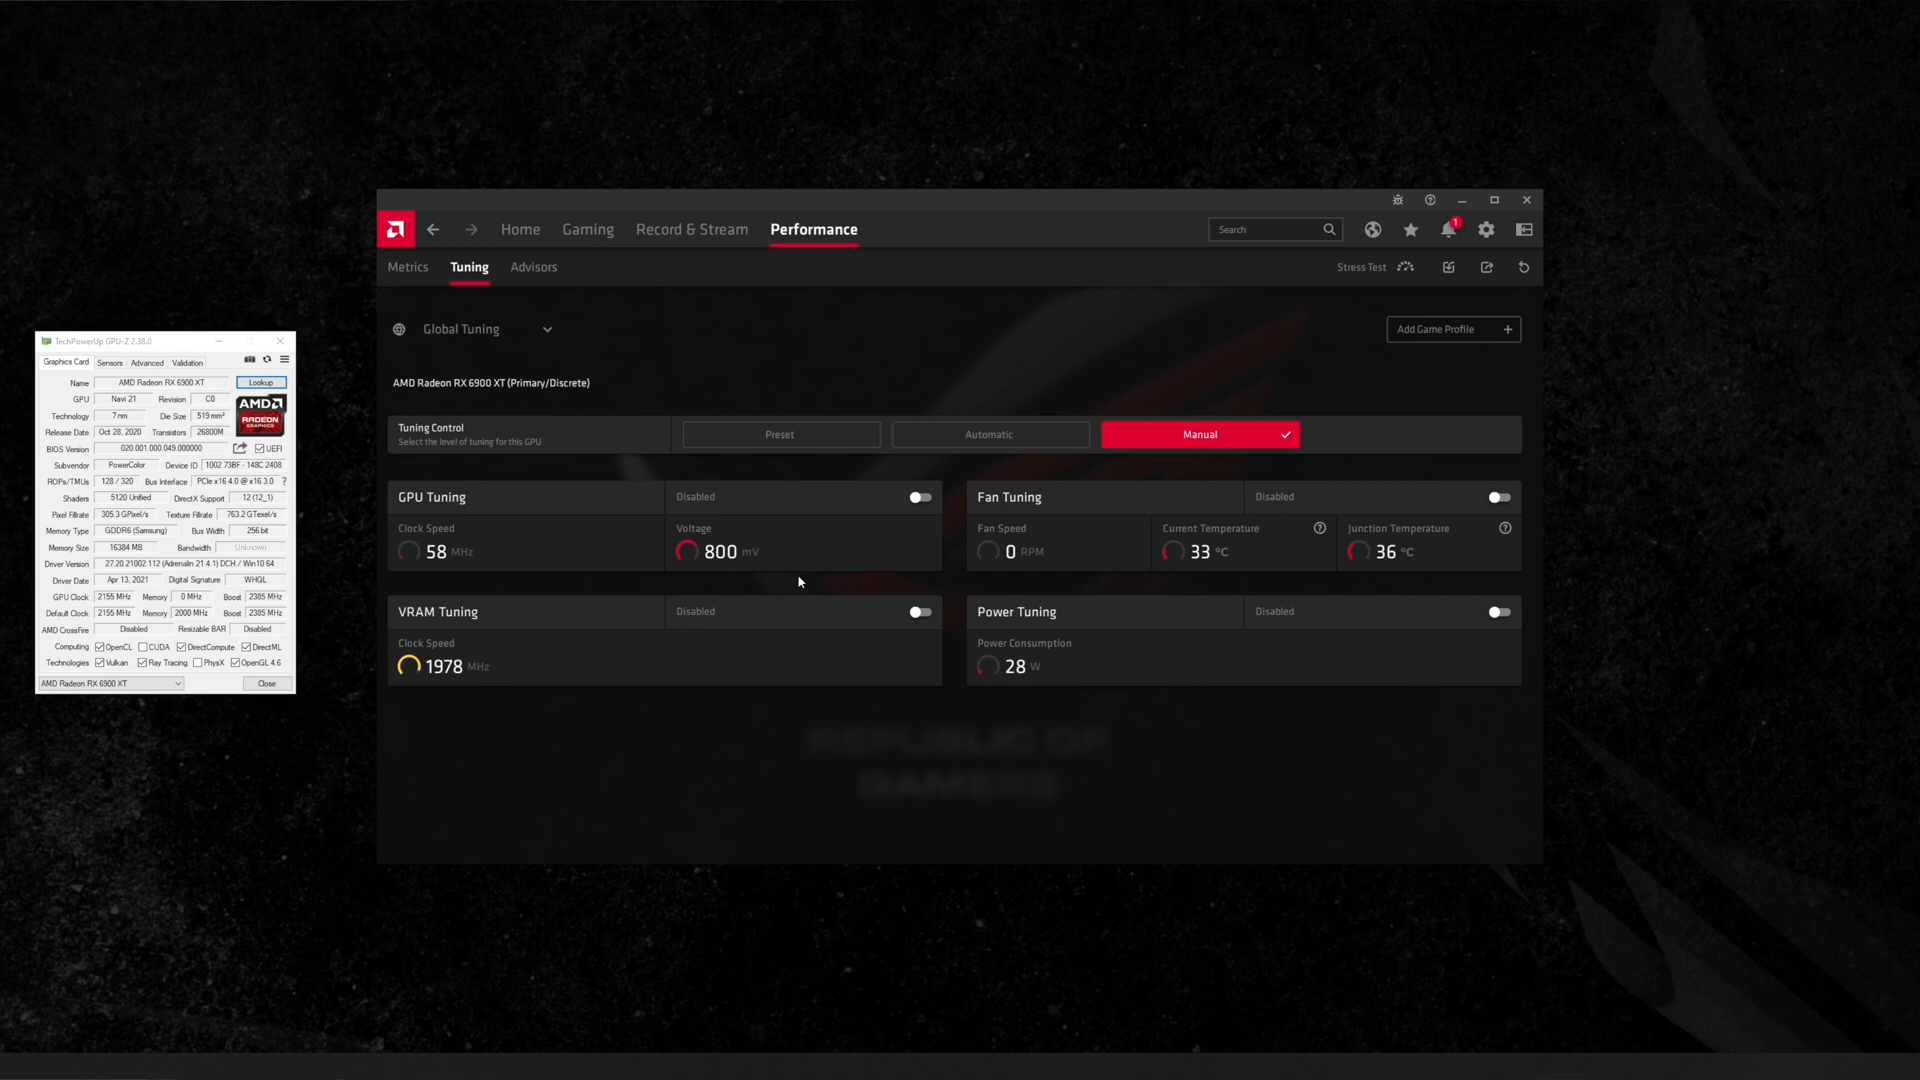 TechPowerUp GPU-Z 2.38.0
Graphics Card Sensors Advanced Validation
Name AMD Radeon RX 6900 XT Lookup
GPU Navi 21 Revision C0
AMD RADEON GRAPHICS
Technology 7 nm Die Size 519 mm²
Release Date Oct 28, 2020 Transistors 26800M
BIOS Version 020.001.000.049.000000 UEFI
Subvendor PowerColor Device ID 1002 73BF - 148C 2408
ROPs/TMUs 128 / 320 Bus Interface PCIe x16 4.0 @ x16 3.0 ?
Shaders 5120 Unified DirectX Support 12 (12_1)
Pixel Fillrate 305.3 GPixel/s Texture Fillrate 763.2 GTexel/s
Memory Type GDDR6 (Samsung) Bus Width 256 bit
Memory Size 16384 MB Bandwidth Unknown
Driver Version 27.20.21002.112 (Adrenalin 21.4.1) DCH / Win10 64
Driver Date Apr 13, 2021 Digital Signature WHQL
GPU Clock 2155 MHz Memory 0 MHz Boost 2385 MHz
Default Clock 2155 MHz Memory 2000 MHz Boost 2385 MHz
AMD CrossFire Disabled Resizable BAR Disabled
Computing OpenCL CUDA DirectCompute DirectML
Technologies Vulkan Ray Tracing PhysX OpenGL 4.6
AMD Radeon RX 6900 XT Close
Home Gaming Record & Stream Performance Search 1
Metrics Tuning Advisors Stress Test
Global Tuning Add Game Profile +
AMD Radeon RX 6900 XT (Primary/Discrete)
Tuning Control
Select the level of tuning for this GPU
Preset Automatic Manual
GPU Tuning Disabled
Clock Speed Voltage
58 MHz 800 mV
Fan Tuning Disabled
Fan Speed Current Temperature ? Junction Temperature ?
0 RPM 33 °C 36 °C
VRAM Tuning Disabled
Clock Speed
1978 MHz
Power Tuning Disabled
Power Consumption
28 W
REPUBLIC OF
GAMERS